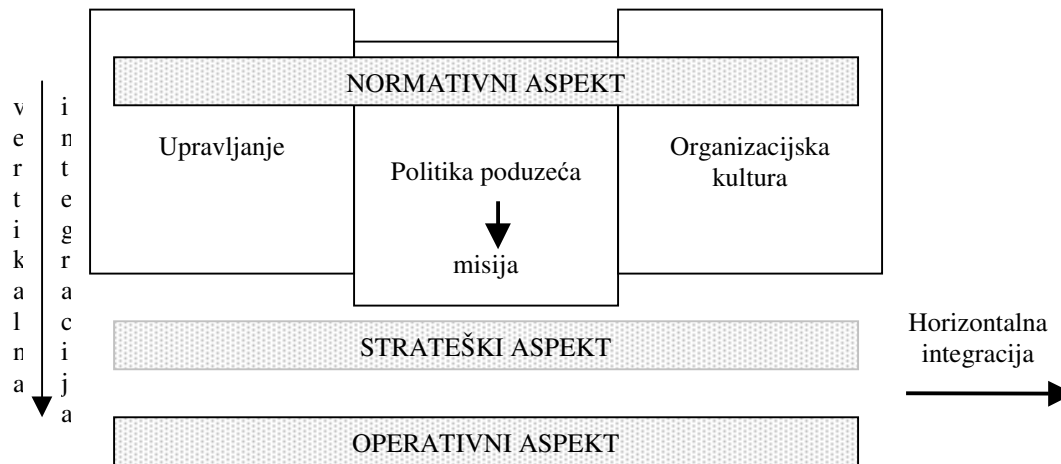 NORMATIVNI ASPEKT
vertikalna
integracija
Upravljanje
Politika poduzeća
misija
Organizacijska
kultura
STRATEŠKI ASPEKT
Horizontalna
integracija
OPERATIVNI ASPEKT